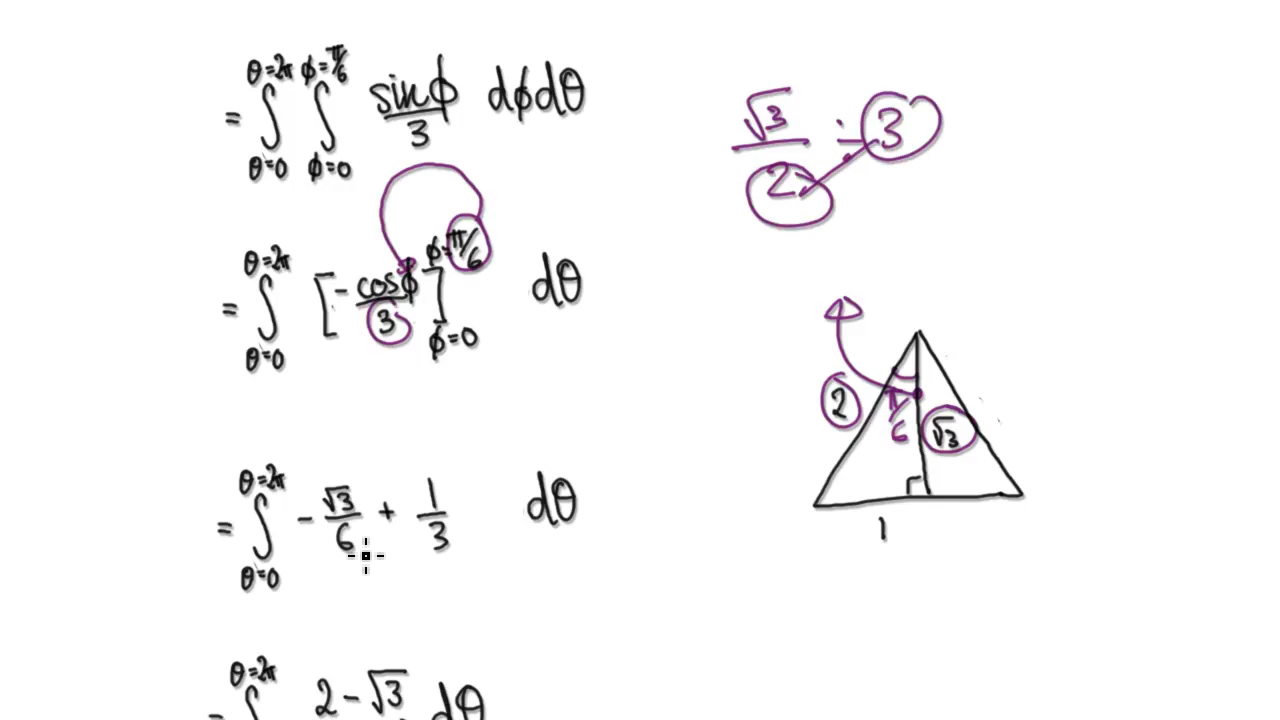 θ=2π ϕ=π/6
= ∫ ∫ sinϕ/3 dϕdθ
θ=0 ϕ=0
θ=2π ϕ=π/6
= ∫ [-cosϕ/3] dθ
θ=0 ϕ=0
θ=2π
= ∫ -√3/6 + 1/3 dθ
θ=0
θ=2π
= ∫ 2-√3 dθ
√3/2 ÷ 3
2 π/6 √3
1